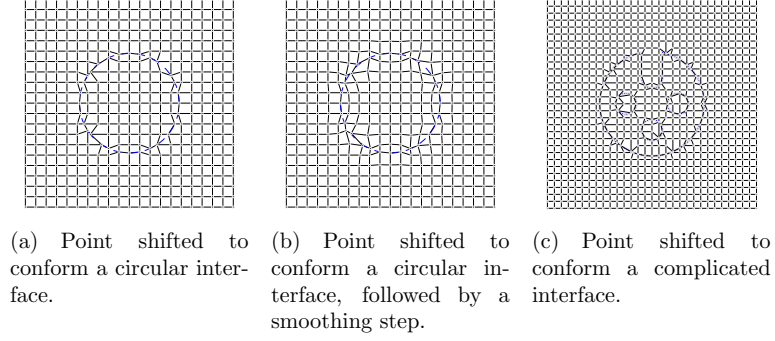 (a) Point shifted to
conform a circular inter-
face.
(b) Point shifted to
conform a circular in-
terface, followed by a
smoothing step.
(c) Point shifted to
conform a complicated
interface.